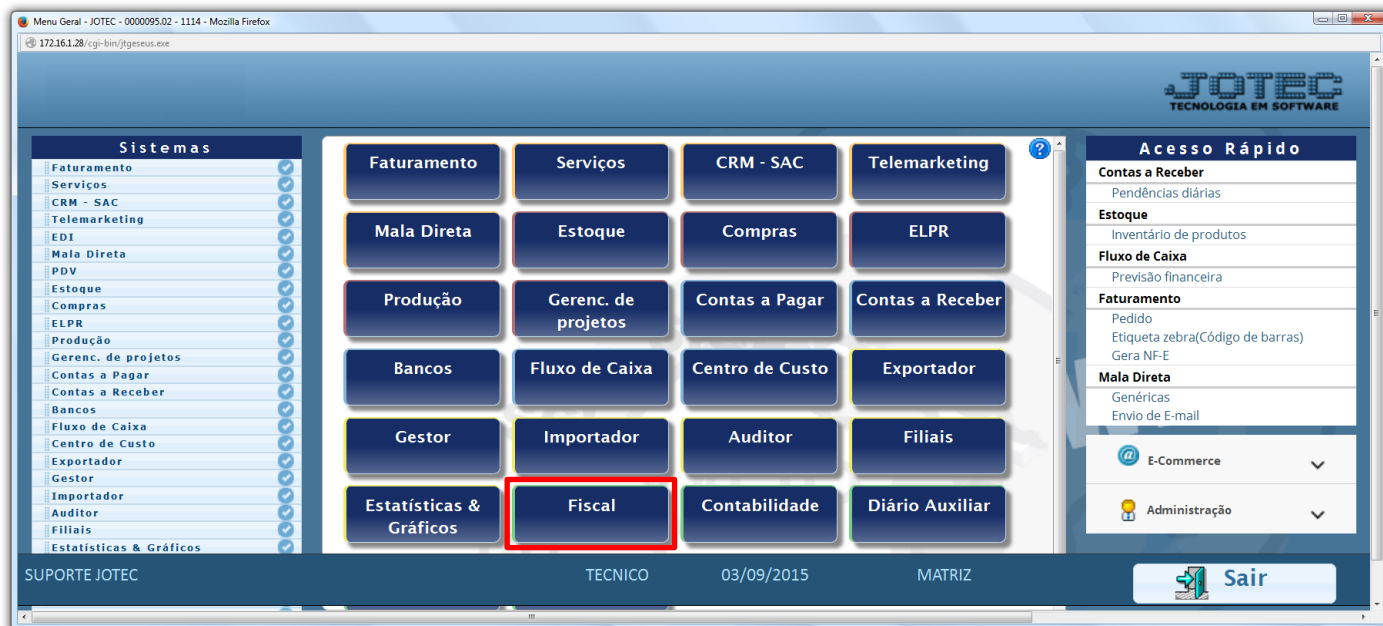 Menu Geral - JOTEC - 0000095.02 - 1114 - Mozilla Firefox
172.16.1.28/cgi-bin/jtgeseus.exe
JOTEC
TECNOLOGIA EM SOFTWARE
Sistemas
Faturamento
Serviços
CRM - SAC
Telemarketing
EDI
Mala Direta
PDV
Estoque
Compras
ELPR
Produção
Gerenc. de projetos
Contas a Pagar
Contas a Receber
Bancos
Fluxo de Caixa
Centro de Custo
Exportador
Gestor
Importador
Auditor
Filiais
Estatísticas & Gráficos
Faturamento
Serviços
CRM - SAC
Telemarketing
Mala Direta
Estoque
Compras
ELPR
Produção
Gerenc. de
projetos
Contas a Pagar
Contas a Receber
Bancos
Fluxo de Caixa
Centro de Custo
Exportador
Gestor
Importador
Auditor
Filiais
Estatísticas &
Gráficos
Fiscal
Contabilidade
Diário Auxiliar
?
Acesso Rápido
Contas a Receber
Pendências diárias
Estoque
Inventário de produtos
Fluxo de Caixa
Previsão financeira
Faturamento
Pedido
Etiqueta zebra(Código de barras)
Gera NF-E
Mala Direta
Genéricas
Envio de E-mail
@ E-Commerce
Administração
SUPORTE JOTEC TECNICO 03/09/2015 MATRIZ
Sair